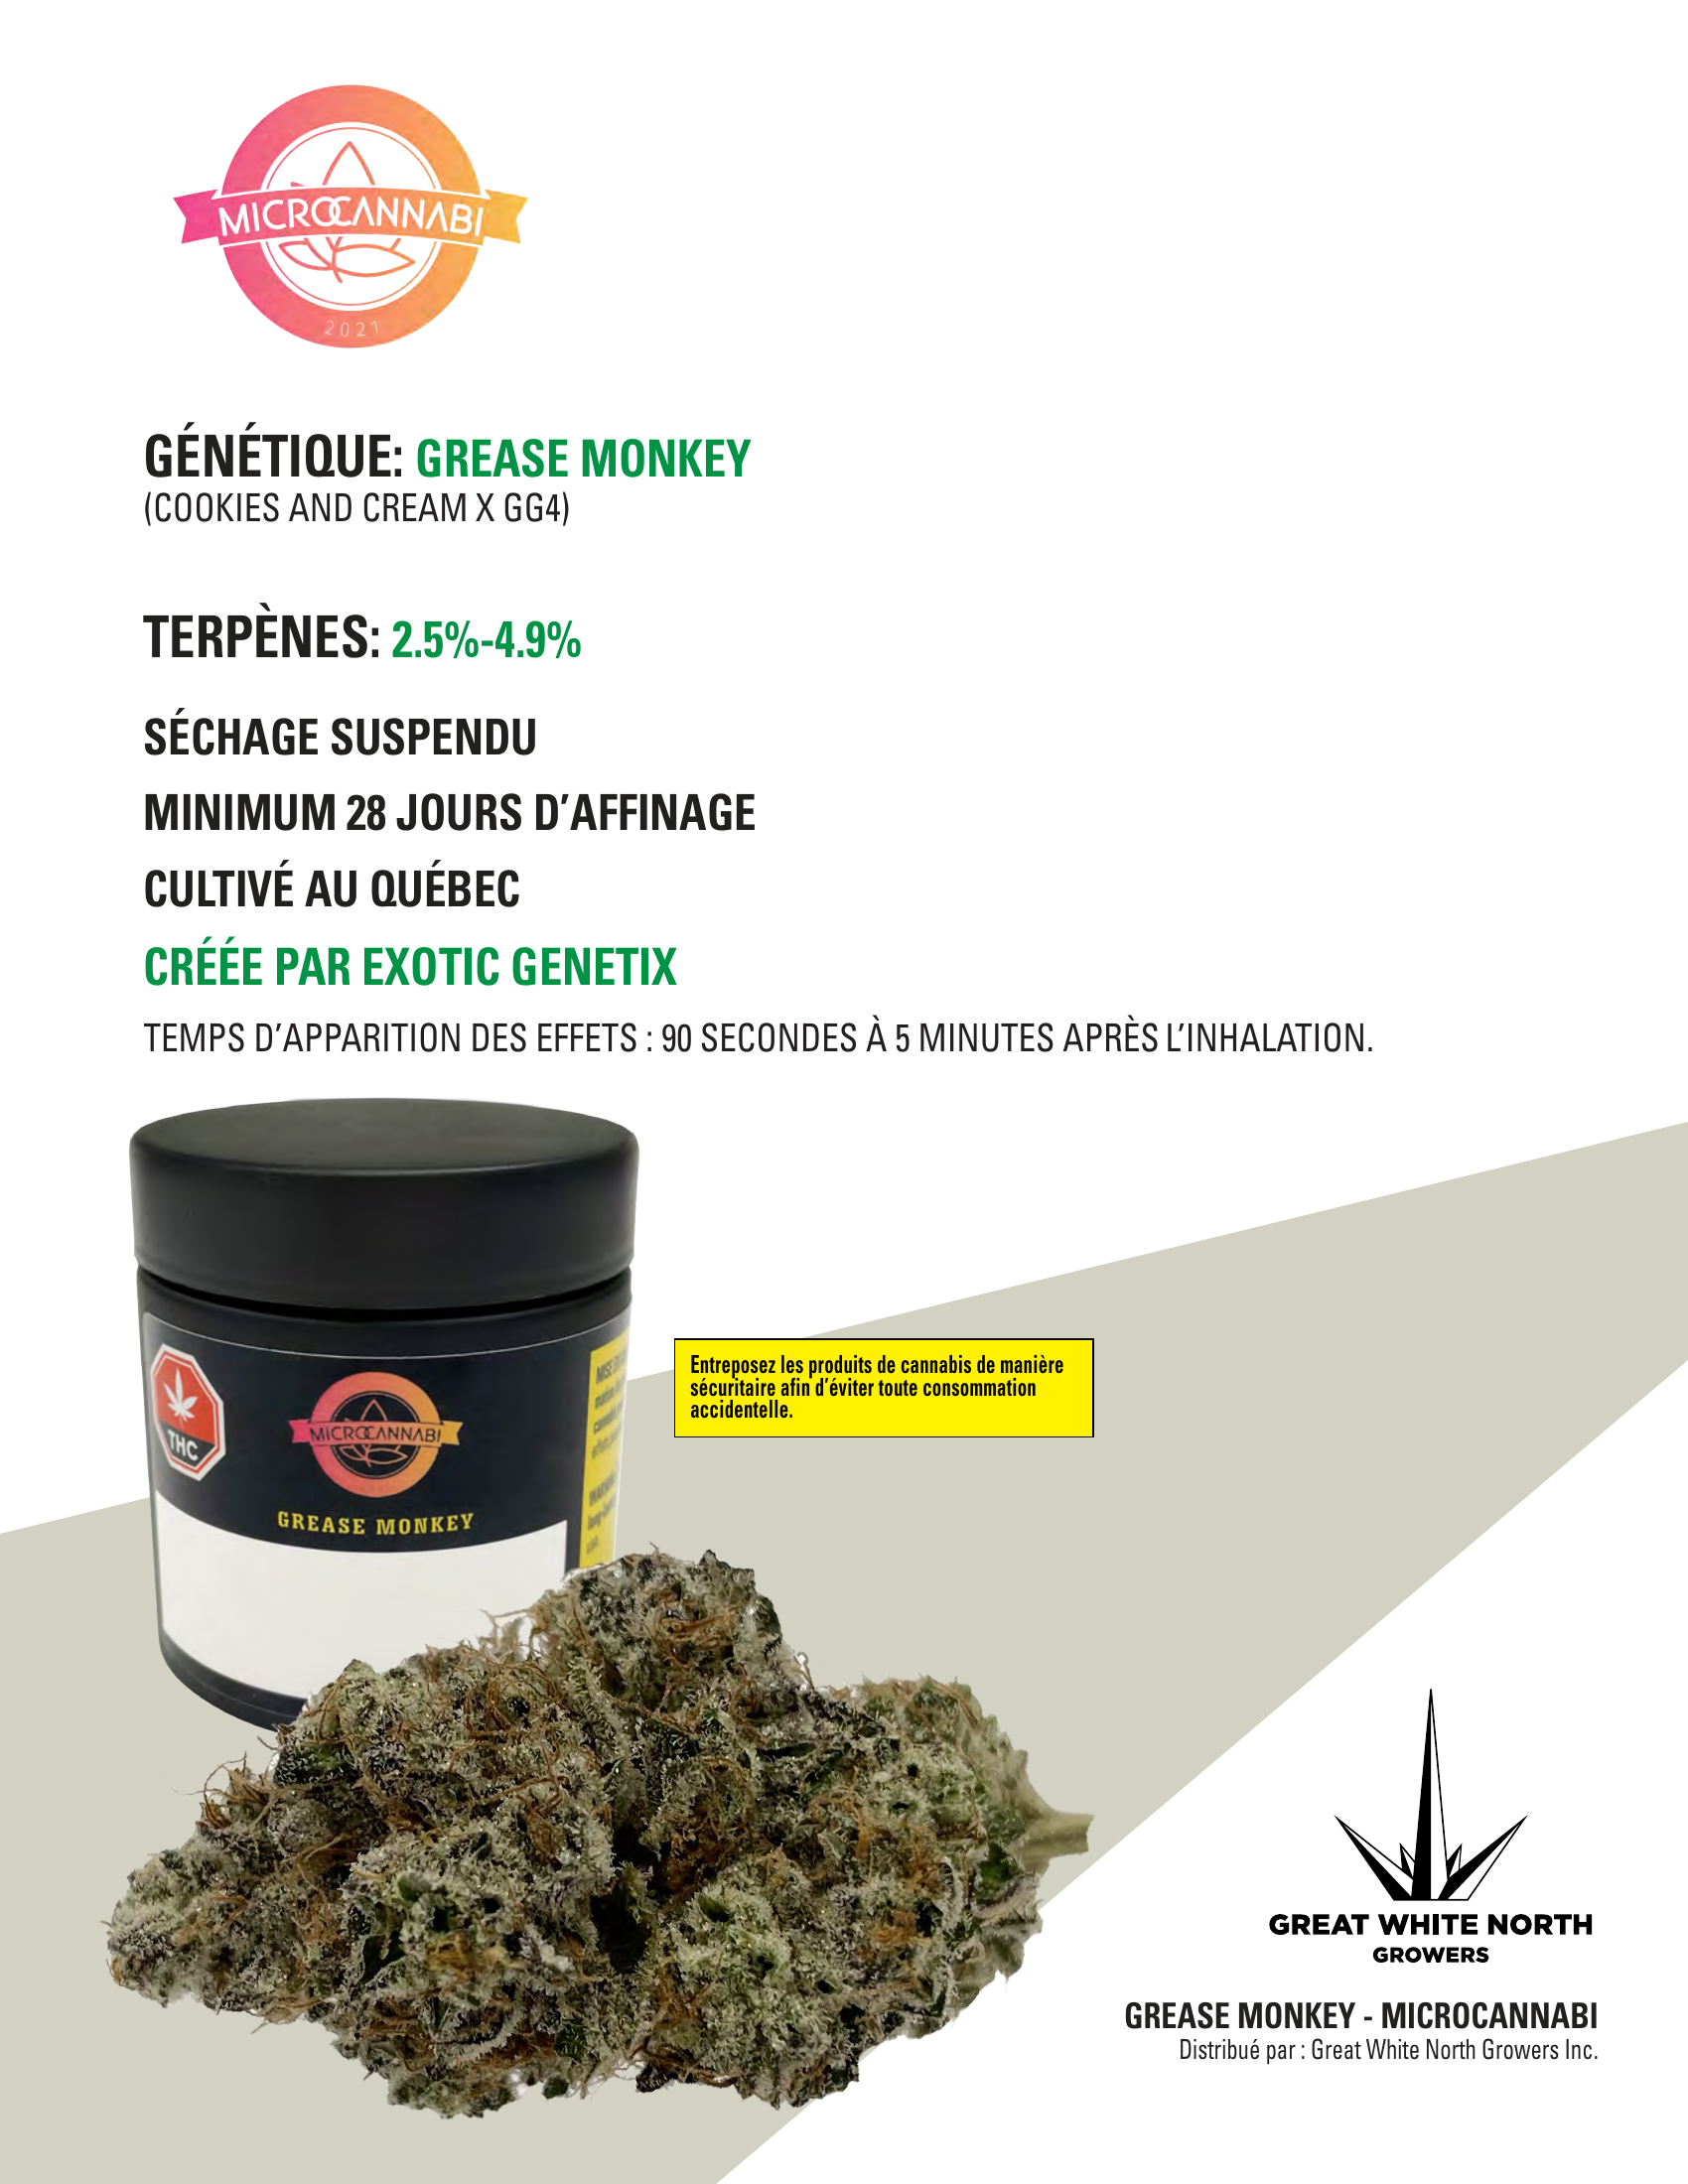 MICROCANNABI
2021
GÉNÉTIQUE: GREASE MONKEY
(COOKIES AND CREAM X GG4)
TERPÈNES: 2.5%-4.9%
SÉCHAGE SUSPENDU
MINIMUM 28 JOURS D'AFFINAGE
CULTIVÉ AU QUÉBEC
CRÉÉE PAR EXOTIC GENETIX
TEMPS D'APPARITION DES EFFETS : 90 SECONDES À 5 MINUTES APRÈS L'INHALATION.
Entreposez les produits de cannabis de manière
sécuritaire afin d'éviter toute consommation
accidentelle.
THC
MICROCANNABI
GREASE MONKEY
GREAT WHITE NORTH
GROWERS
GREASE MONKEY - MICROCANNABI
Distribué par : Great White North Growers Inc.